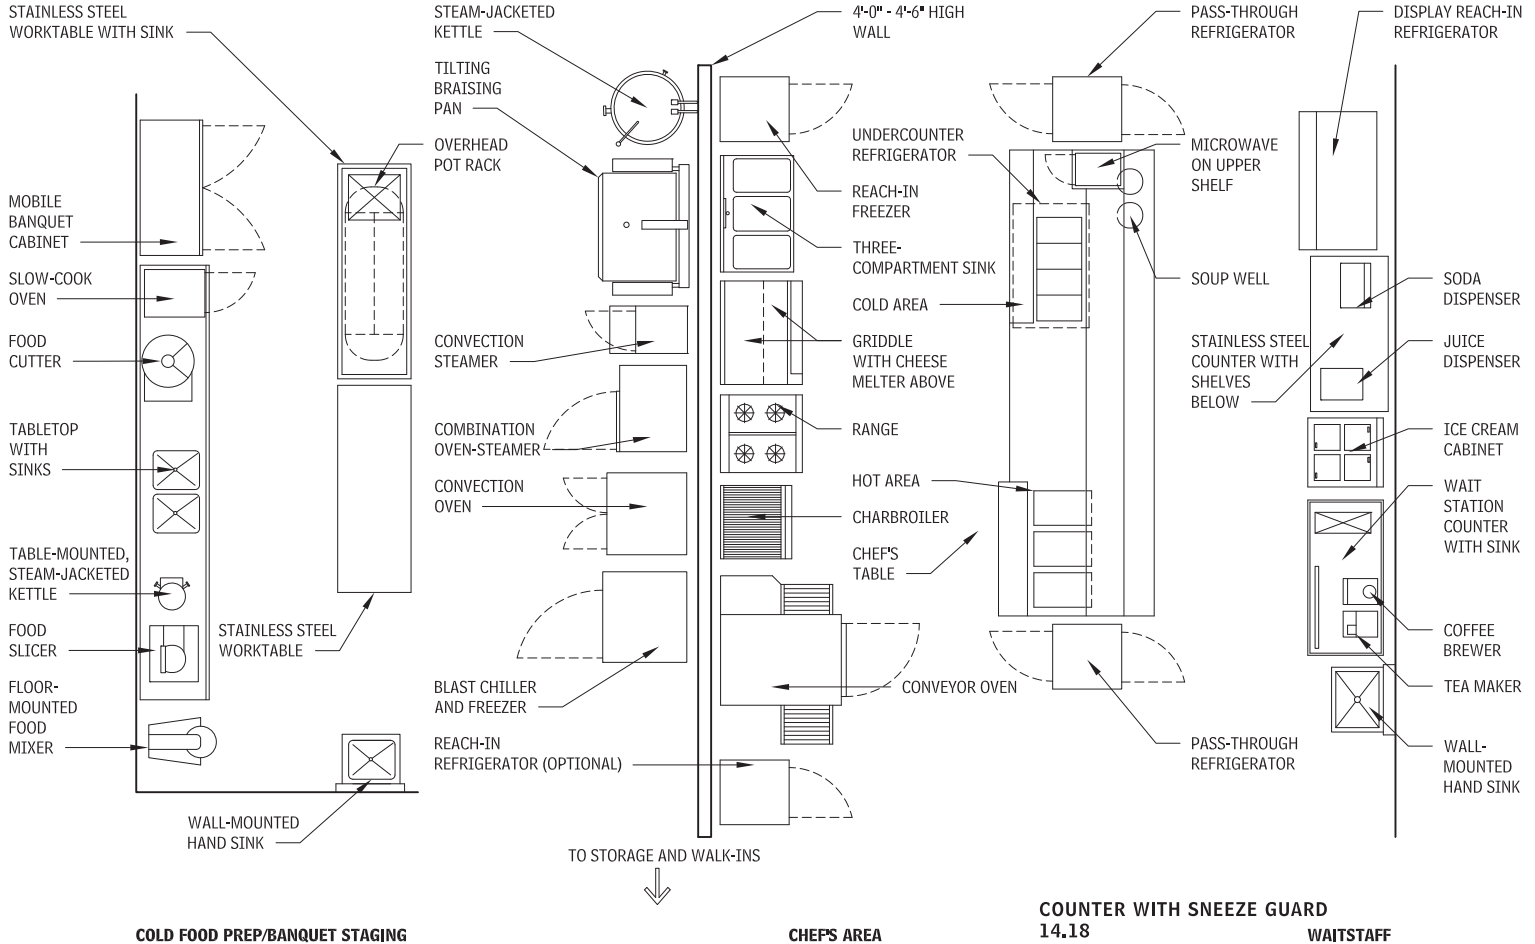 STAINLESS STEEL
WORKTABLE WITH SINK
MOBILE
BANQUET
CABINET
SLOW-COOK
OVEN
FOOD
CUTTER
TABLETOP
WITH
SINKS
TABLE-MOUNTED,
STEAM-JACKETED
KETTLE
FOOD
SLICER
FLOOR-
MOUNTED
FOOD
MIXER
STAINLESS STEEL
WORKTABLE
WALL-MOUNTED
HAND SINK
STEAM-JACKETED
KETTLE
TILTING
BRAISING
PAN
OVERHEAD
POT RACK
CONVECTION
STEAMER
COMBINATION
OVEN-STEAMER
CONVECTION
OVEN
BLAST CHILLER
AND FREEZER
REACH-IN
REFRIGERATOR (OPTIONAL)
TO STORAGE AND WALK-INS
4'-0" - 4'-6" HIGH
WALL
UNDERCOUNTER
REFRIGERATOR
REACH-IN
FREEZER
THREE-
COMPARTMENT SINK
COLD AREA
GRIDDLE
WITH CHEESE
MELTER ABOVE
RANGE
HOT AREA
CHARBROILER
CHEF'S
TABLE
CONVEYOR OVEN
PASS-THROUGH
REFRIGERATOR
MICROWAVE
ON UPPER
SHELF
SOUP WELL
STAINLESS STEEL
COUNTER WITH
SHELVES
BELOW
PASS-THROUGH
REFRIGERATOR
DISPLAY REACH-IN
REFRIGERATOR
SODA
DISPENSER
JUICE
DISPENSER
ICE CREAM
CABINET
WAIT
STATION
COUNTER
WITH SINK
COFFEE
BREWER
TEA MAKER
WALL-
MOUNTED
HAND SINK
COLD FOOD PREP/BANQUET STAGING
CHEF'S AREA
COUNTER WITH SNEEZE GUARD
14.18
WAITSTAFF